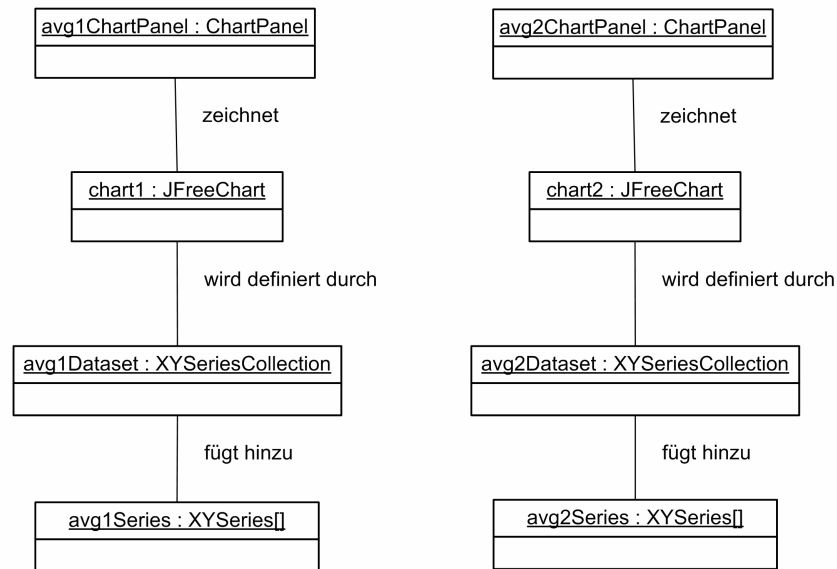 avg1ChartPanel : ChartPanel
zeichnet
chart1 : JFreeChart
wird definiert durch
avg1Dataset : XYSeriesCollection
fügt hinzu
avg1Series : XYSeries[]
avg2ChartPanel : ChartPanel
zeichnet
chart2 : JFreeChart
wird definiert durch
avg2Dataset : XYSeriesCollection
fügt hinzu
avg2Series : XYSeries[]